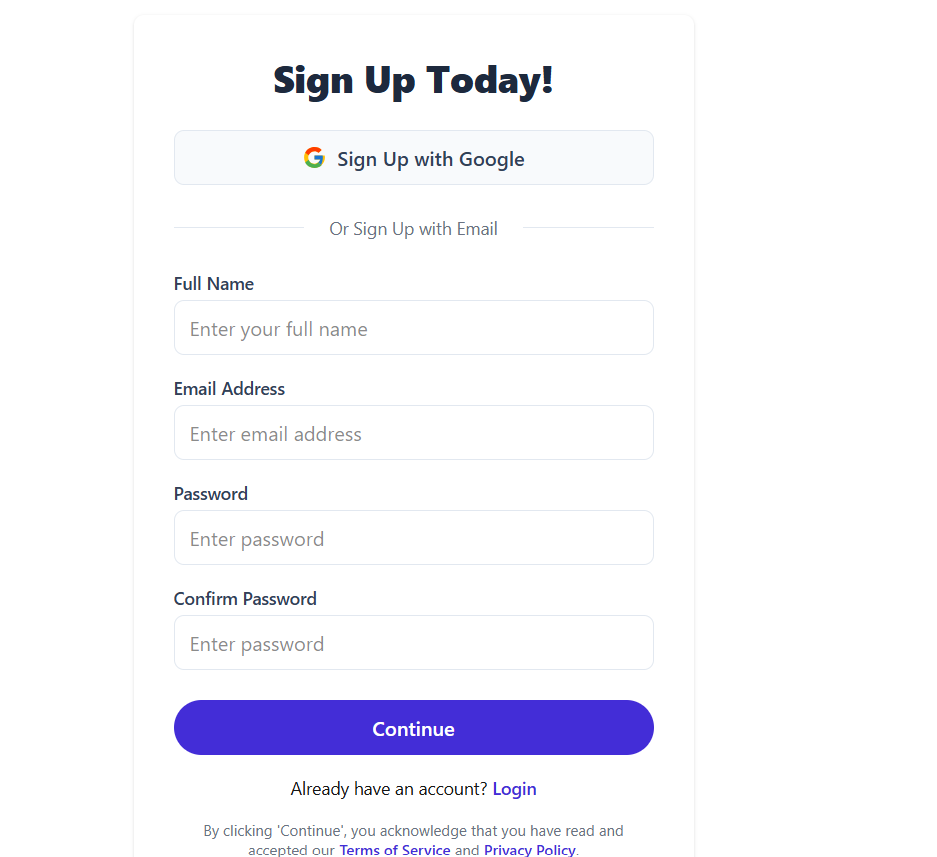 Sign Up Today!
Sign Up with Google
Or Sign Up with Email
Full Name
Enter your full name
Email Address
Enter email address
Password
Enter password
Confirm Password
Enter password
Continue
Already have an account? Login
By clicking 'Continue', you acknowledge that you have read and
accepted our Terms of Service and Privacy Policy.